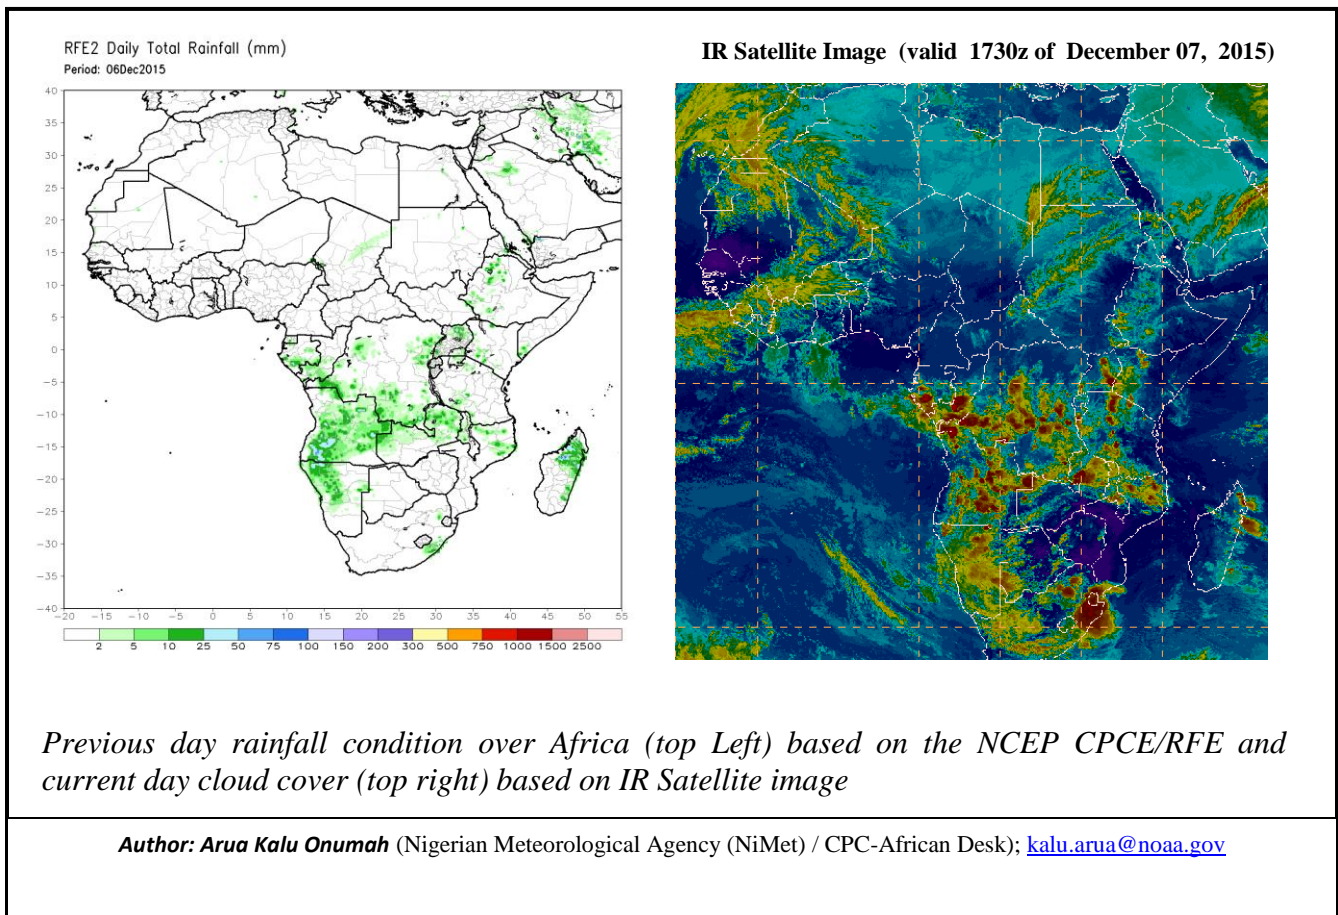 RFE2 Daily Total Rainfall (mm)
Period: 06Dec2015
IR Satellite Image (valid 1730z of December 07, 2015)
40
35
30
25
20
15
10
5
0
−5
−10
−15
−20
−25
−30
−35
−40
−20 −15 −10 −5 0 5 10 15 20 25 30 35 40 45 50 55
2 5 10 25 50 75 100 150 200 300 500 750 1000 1500 2500
Previous day rainfall condition over Africa (top Left) based on the NCEP CPCE/RFE and
current day cloud cover (top right) based on IR Satellite image
Author: Arua Kalu Onumah (Nigerian Meteorological Agency (NiMet) / CPC-African Desk); kalu.arua@noaa.gov